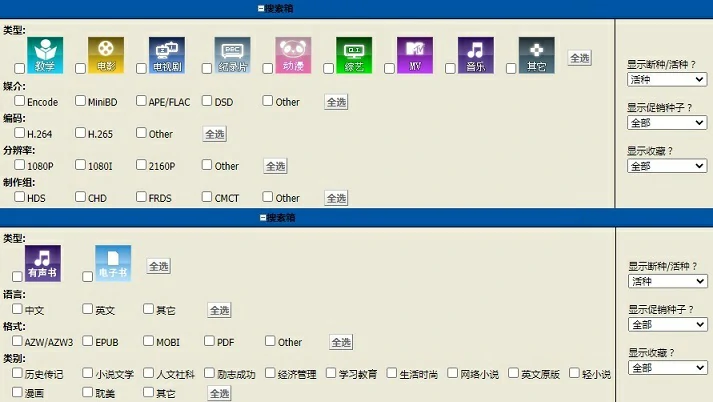 搜索箱
类型:
教学 电影 电视剧 纪录片 动漫 综艺 MV 音乐 其它 全选
媒介:
Encode MiniBD APE/FLAC DSD Other 全选
编码:
H.264 H.265 Other 全选
分辨率:
1080P 1080I 2160P Other 全选
制作组:
HDS CHD FRDS CMCT Other 全选
显示断种/活种？
活种
显示促销种子？
全部
显示收藏？
全部
搜索箱
类型:
有声书 电子书 全选
语言:
中文 英文 其它 全选
格式:
AZW/AZW3 EPUB MOBI PDF Other 全选
类别:
历史传记 小说文学 人文社科 励志成功 经济管理 学习教育 生活时尚 网络小说 英文原版 轻小说
漫画 耽美 其它 全选
显示断种/活种？
活种
显示促销种子？
全部
显示收藏？
全部